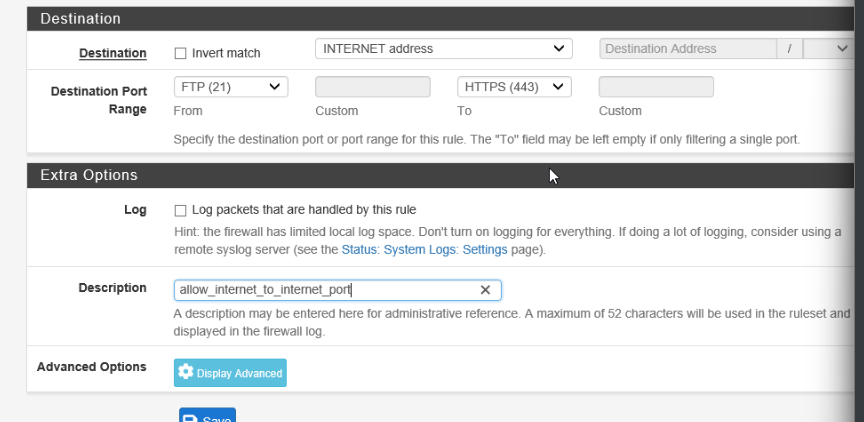 Destination
Destination
Invert match
INTERNET address
Destination Address
/
Destination Port
Range
FTP (21)
HTTPS (443)
From
Custom
To
Custom
Specify the destination port or port range for this rule. The "To" field may be left empty if only filtering a single port.
Extra Options
Log
Log packets that are handled by this rule
Hint: the firewall has limited local log space. Don't turn on logging for everything. If doing a lot of logging, consider using a
remote syslog server (see the Status: System Logs: Settings page).
Description
allow_internet_to_internet_port
A description may be entered here for administrative reference. A maximum of 52 characters will be used in the ruleset and
displayed in the firewall log.
Advanced Options
Display Advanced
Save